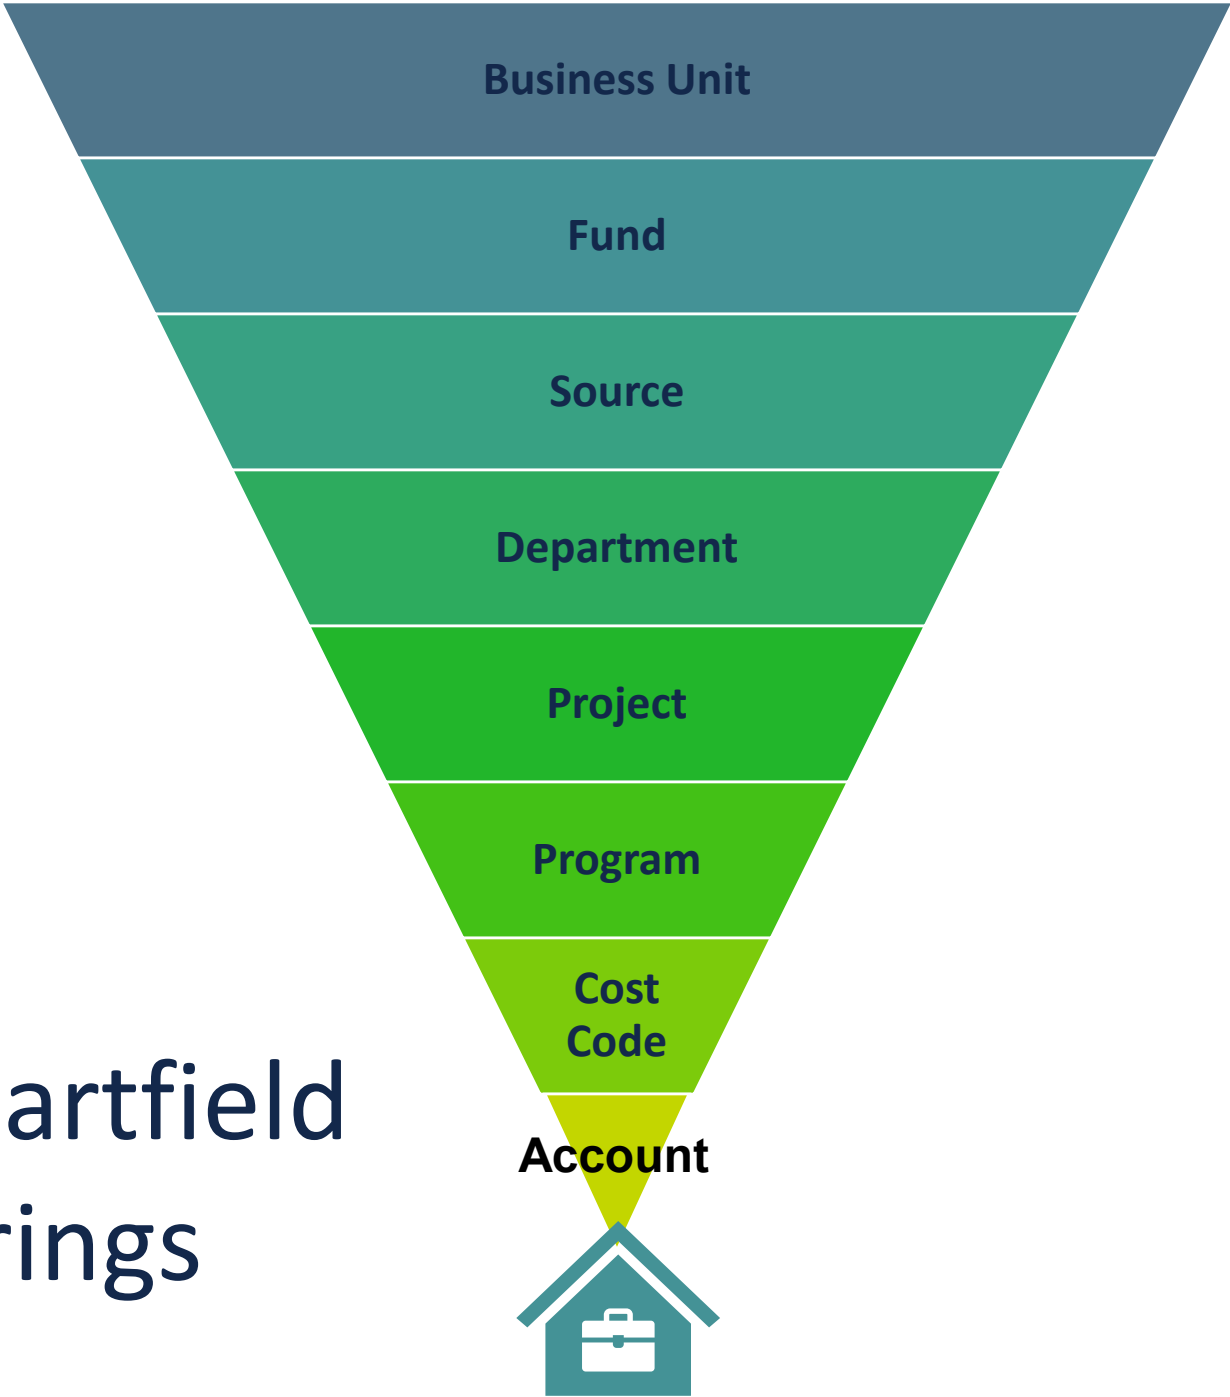 Business Unit
Fund
Source
Department
Project
Program
Cost
Code
Account
artfield
rings